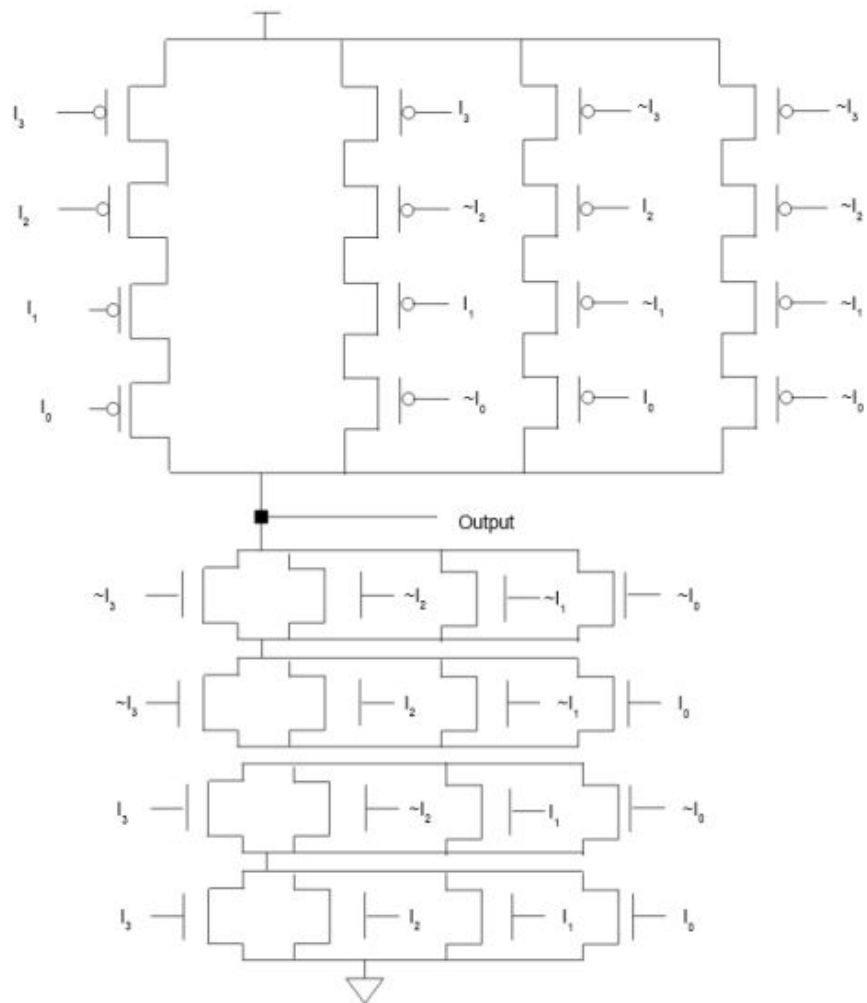 I₃ I₃ ~I₃ ~I₃
I₂ ~I₂ I₂ ~I₂
I₁ I₁ ~I₁ ~I₁
I₀ ~I₀ I₀ ~I₀
Output
~I₃ ~I₂ ~I₁ ~I₀
~I₃ I₂ ~I₁ I₀
I₃ ~I₂ I₁ ~I₀
I₃ I₂ I₁ I₀